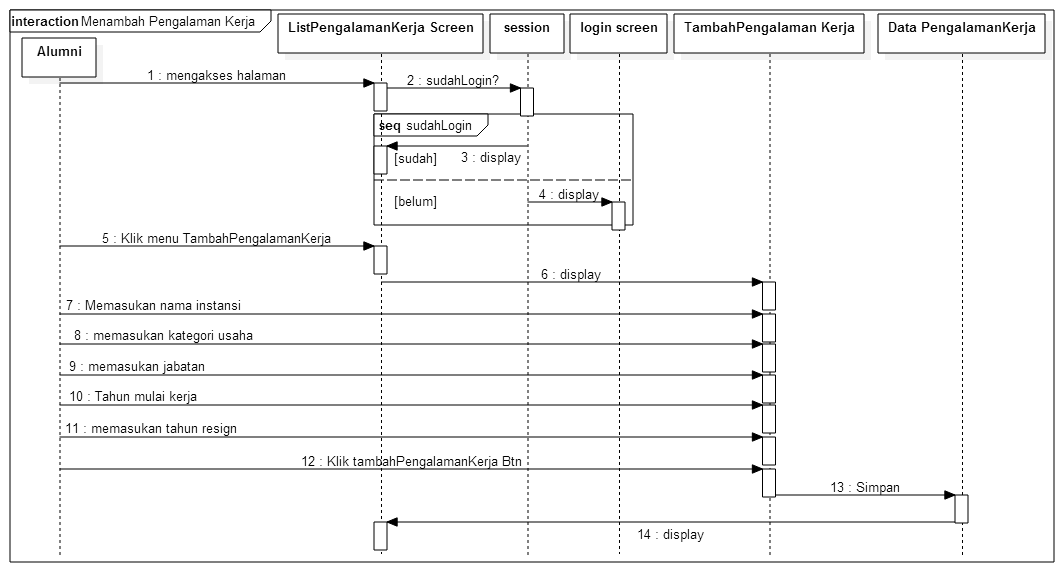 interaction Menambah Pengalaman Kerja
Alumni
ListPengalamanKerja Screen
session
login screen
TambahPengalaman Kerja
Data PengalamanKerja
1 : mengakses halaman
2 : sudahLogin?
seq sudahLogin
[sudah]
3 : display
[belum]
4 : display
5 : Klik menu TambahPengalamanKerja
6 : display
7 : Memasukan nama instansi
8 : memasukan kategori usaha
9 : memasukan jabatan
10 : Tahun mulai kerja
11 : memasukan tahun resign
12 : Klik tambahPengalamanKerja Btn
13 : Simpan
14 : display